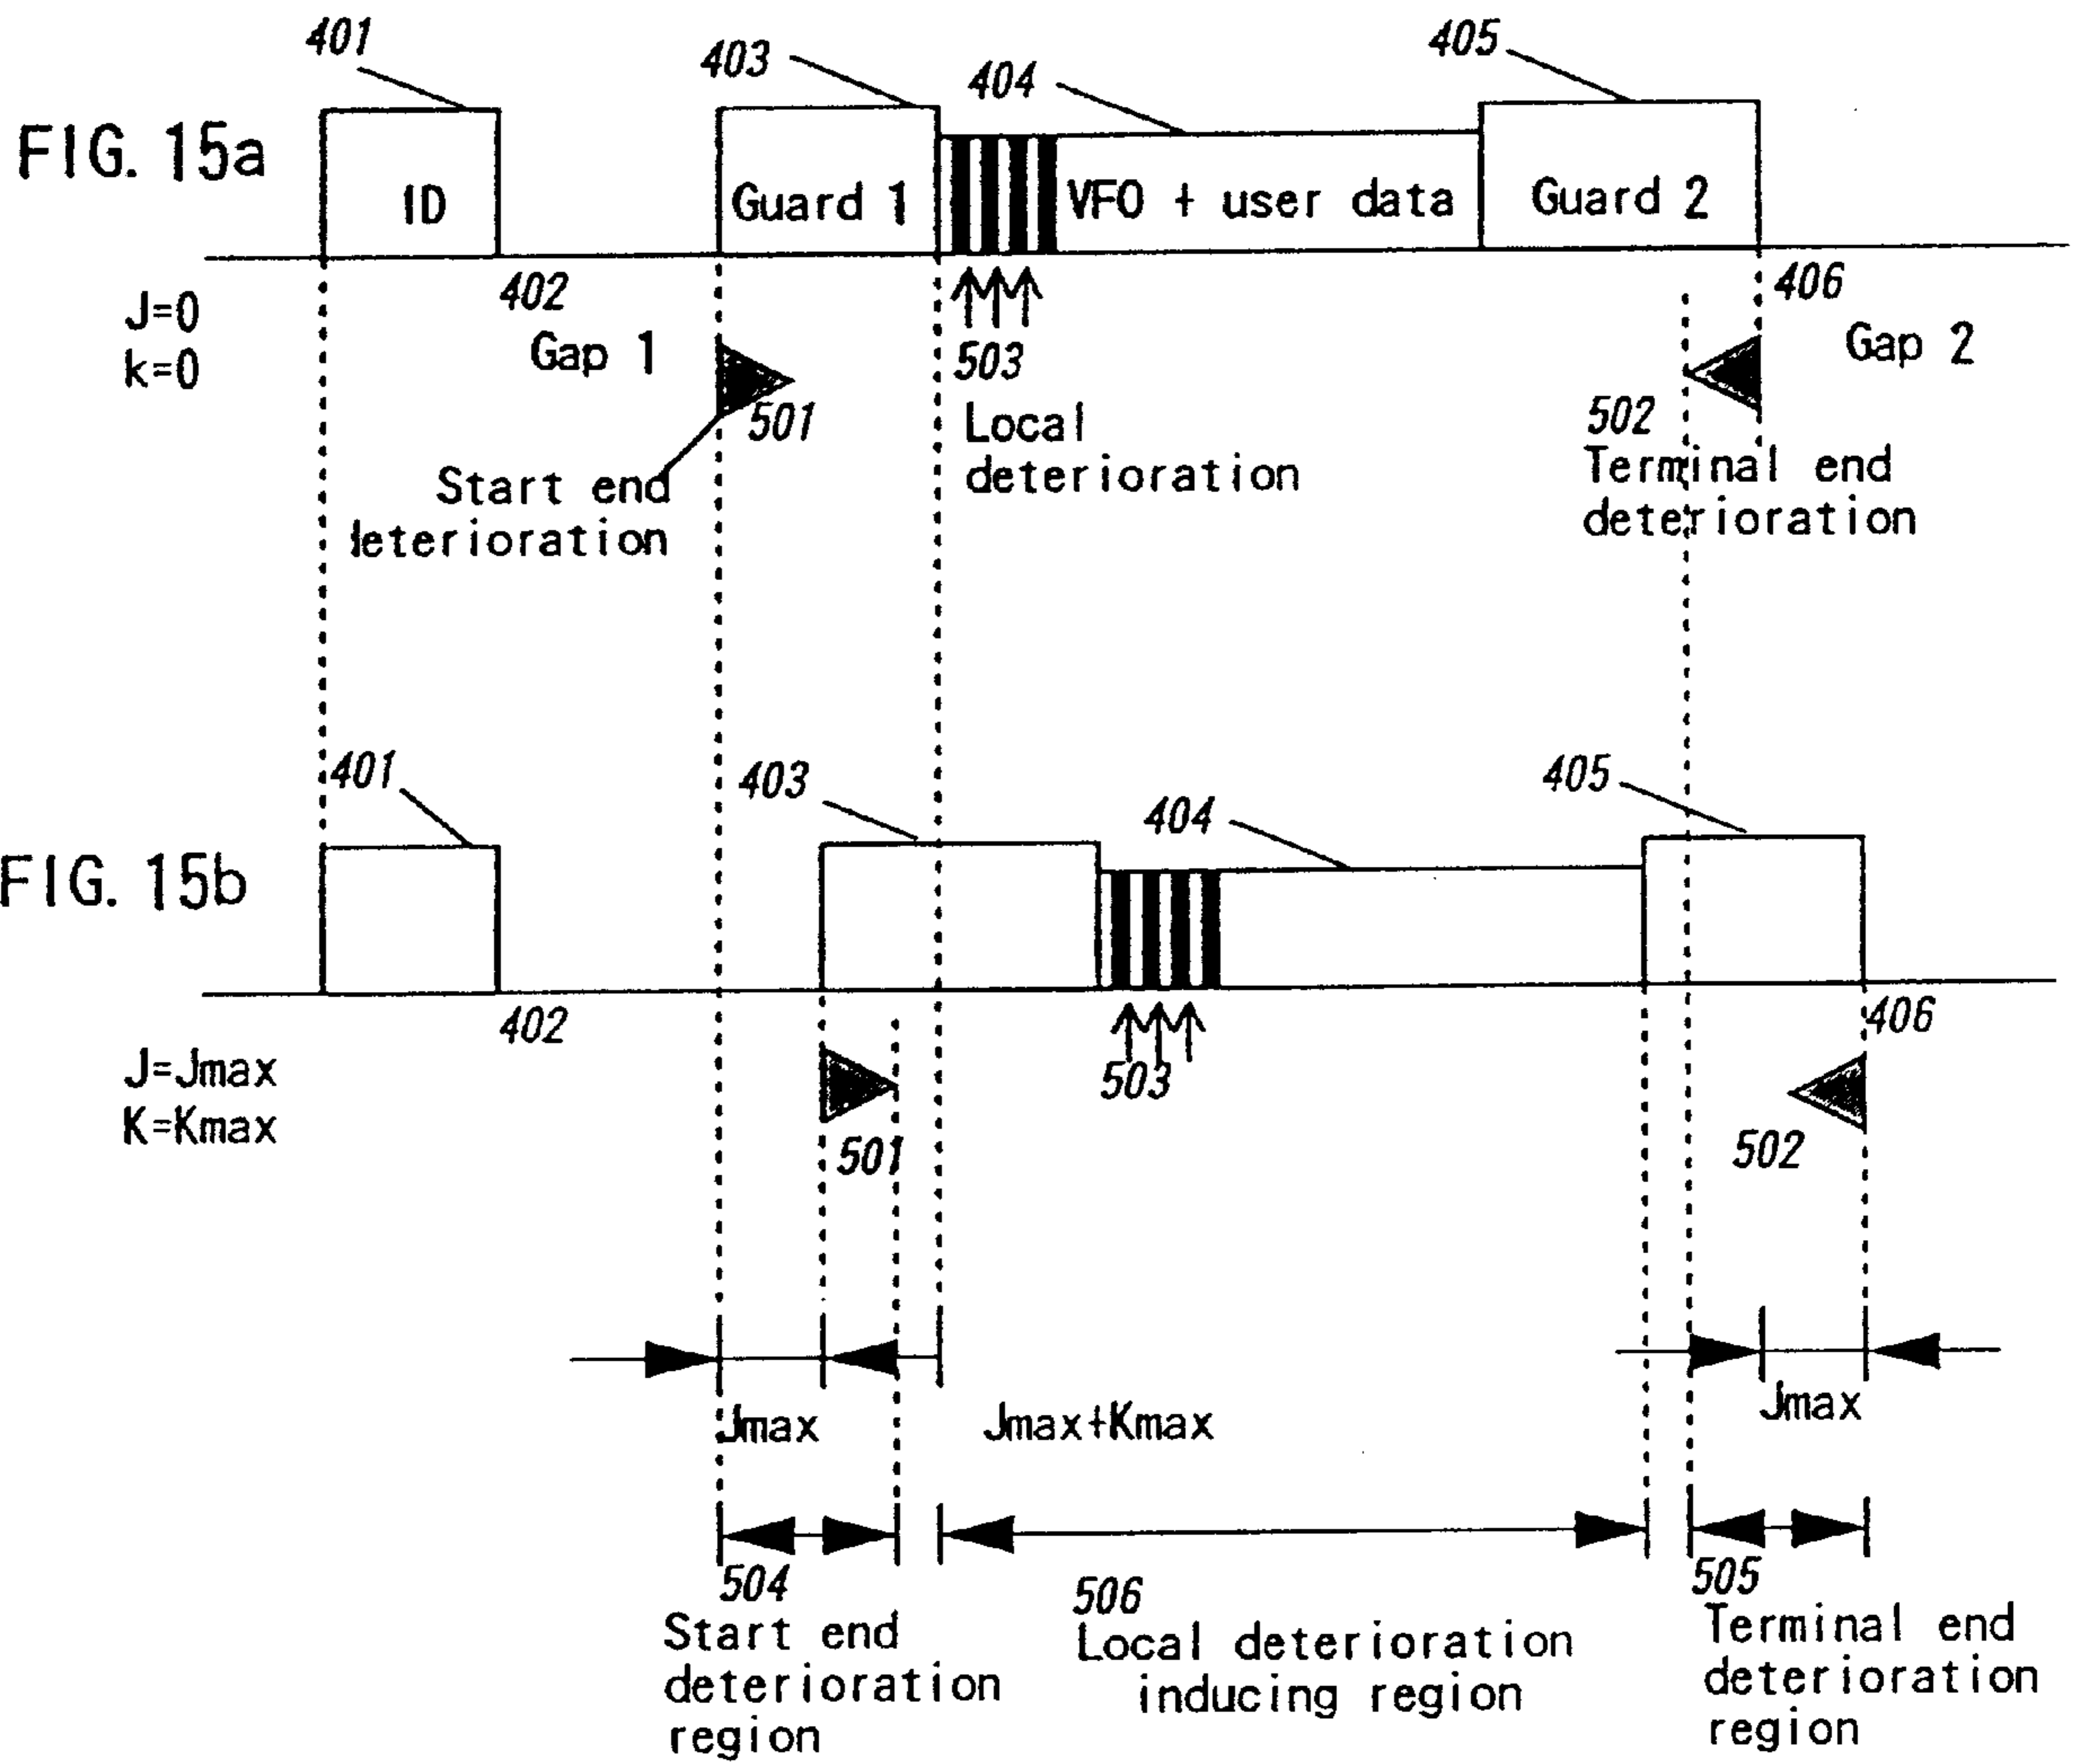 401
403
404
405
FIG. 15a
ID
Guard 1
VFO + user data
Guard 2
402
406
J=0
k=0
Gap 1
503
Gap 2
501
Local
deterioration
502
Terminal end
deterioration
Start end
leterioration
401
403
404
405
FIG. 15b
402
406
J=Jmax
K=Kmax
503
501
502
Jmax
Jmax+Kmax
Jmax
504
Start end
deterioration
region
506
Local deterioration
inducing region
505
Terminal end
deterioration
region